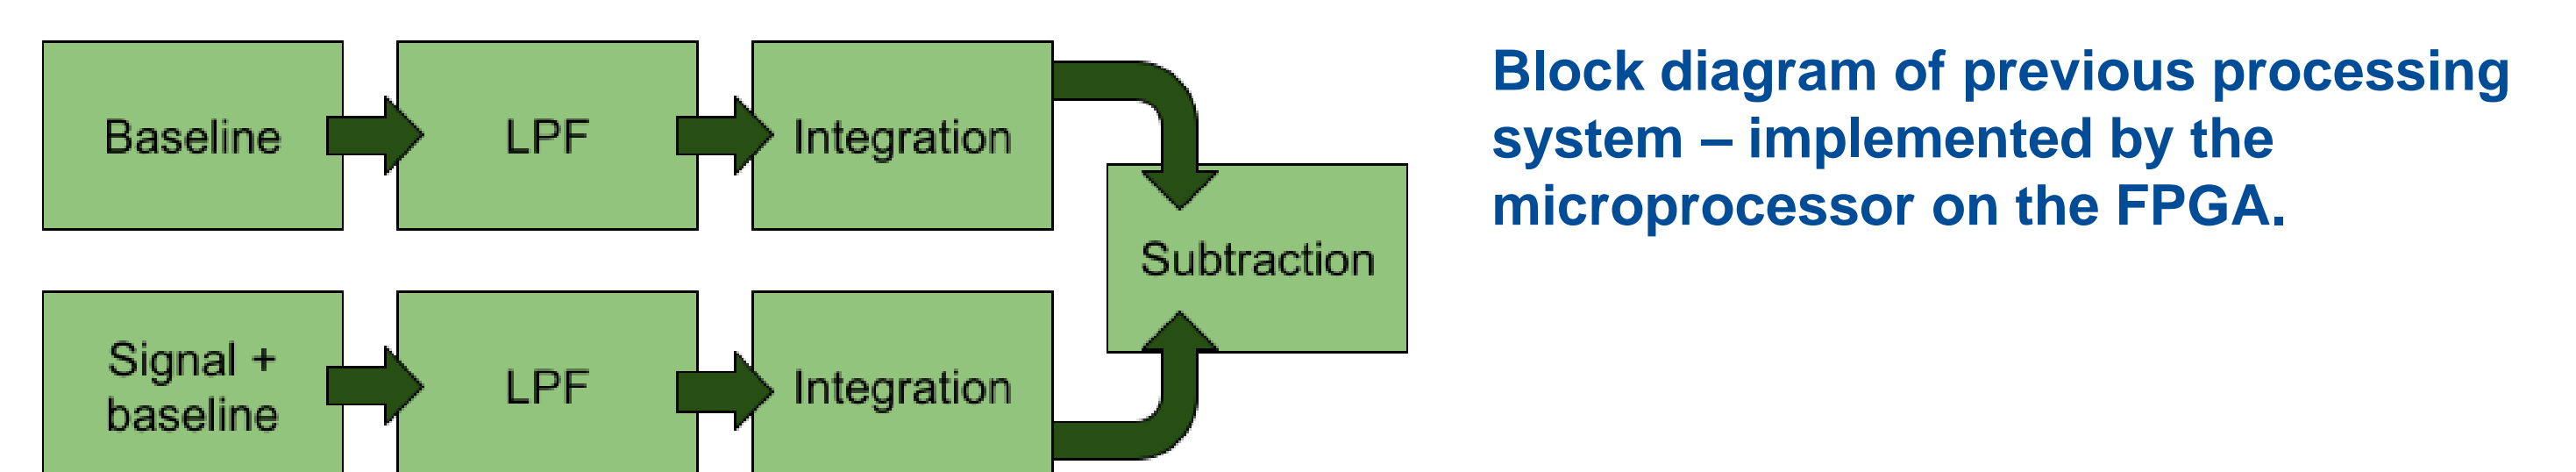 Baseline
LPF
Integration
Subtraction
Signal +
baseline
LPF
Integration
Block diagram of previous processing
system – implemented by the
microprocessor on the FPGA.